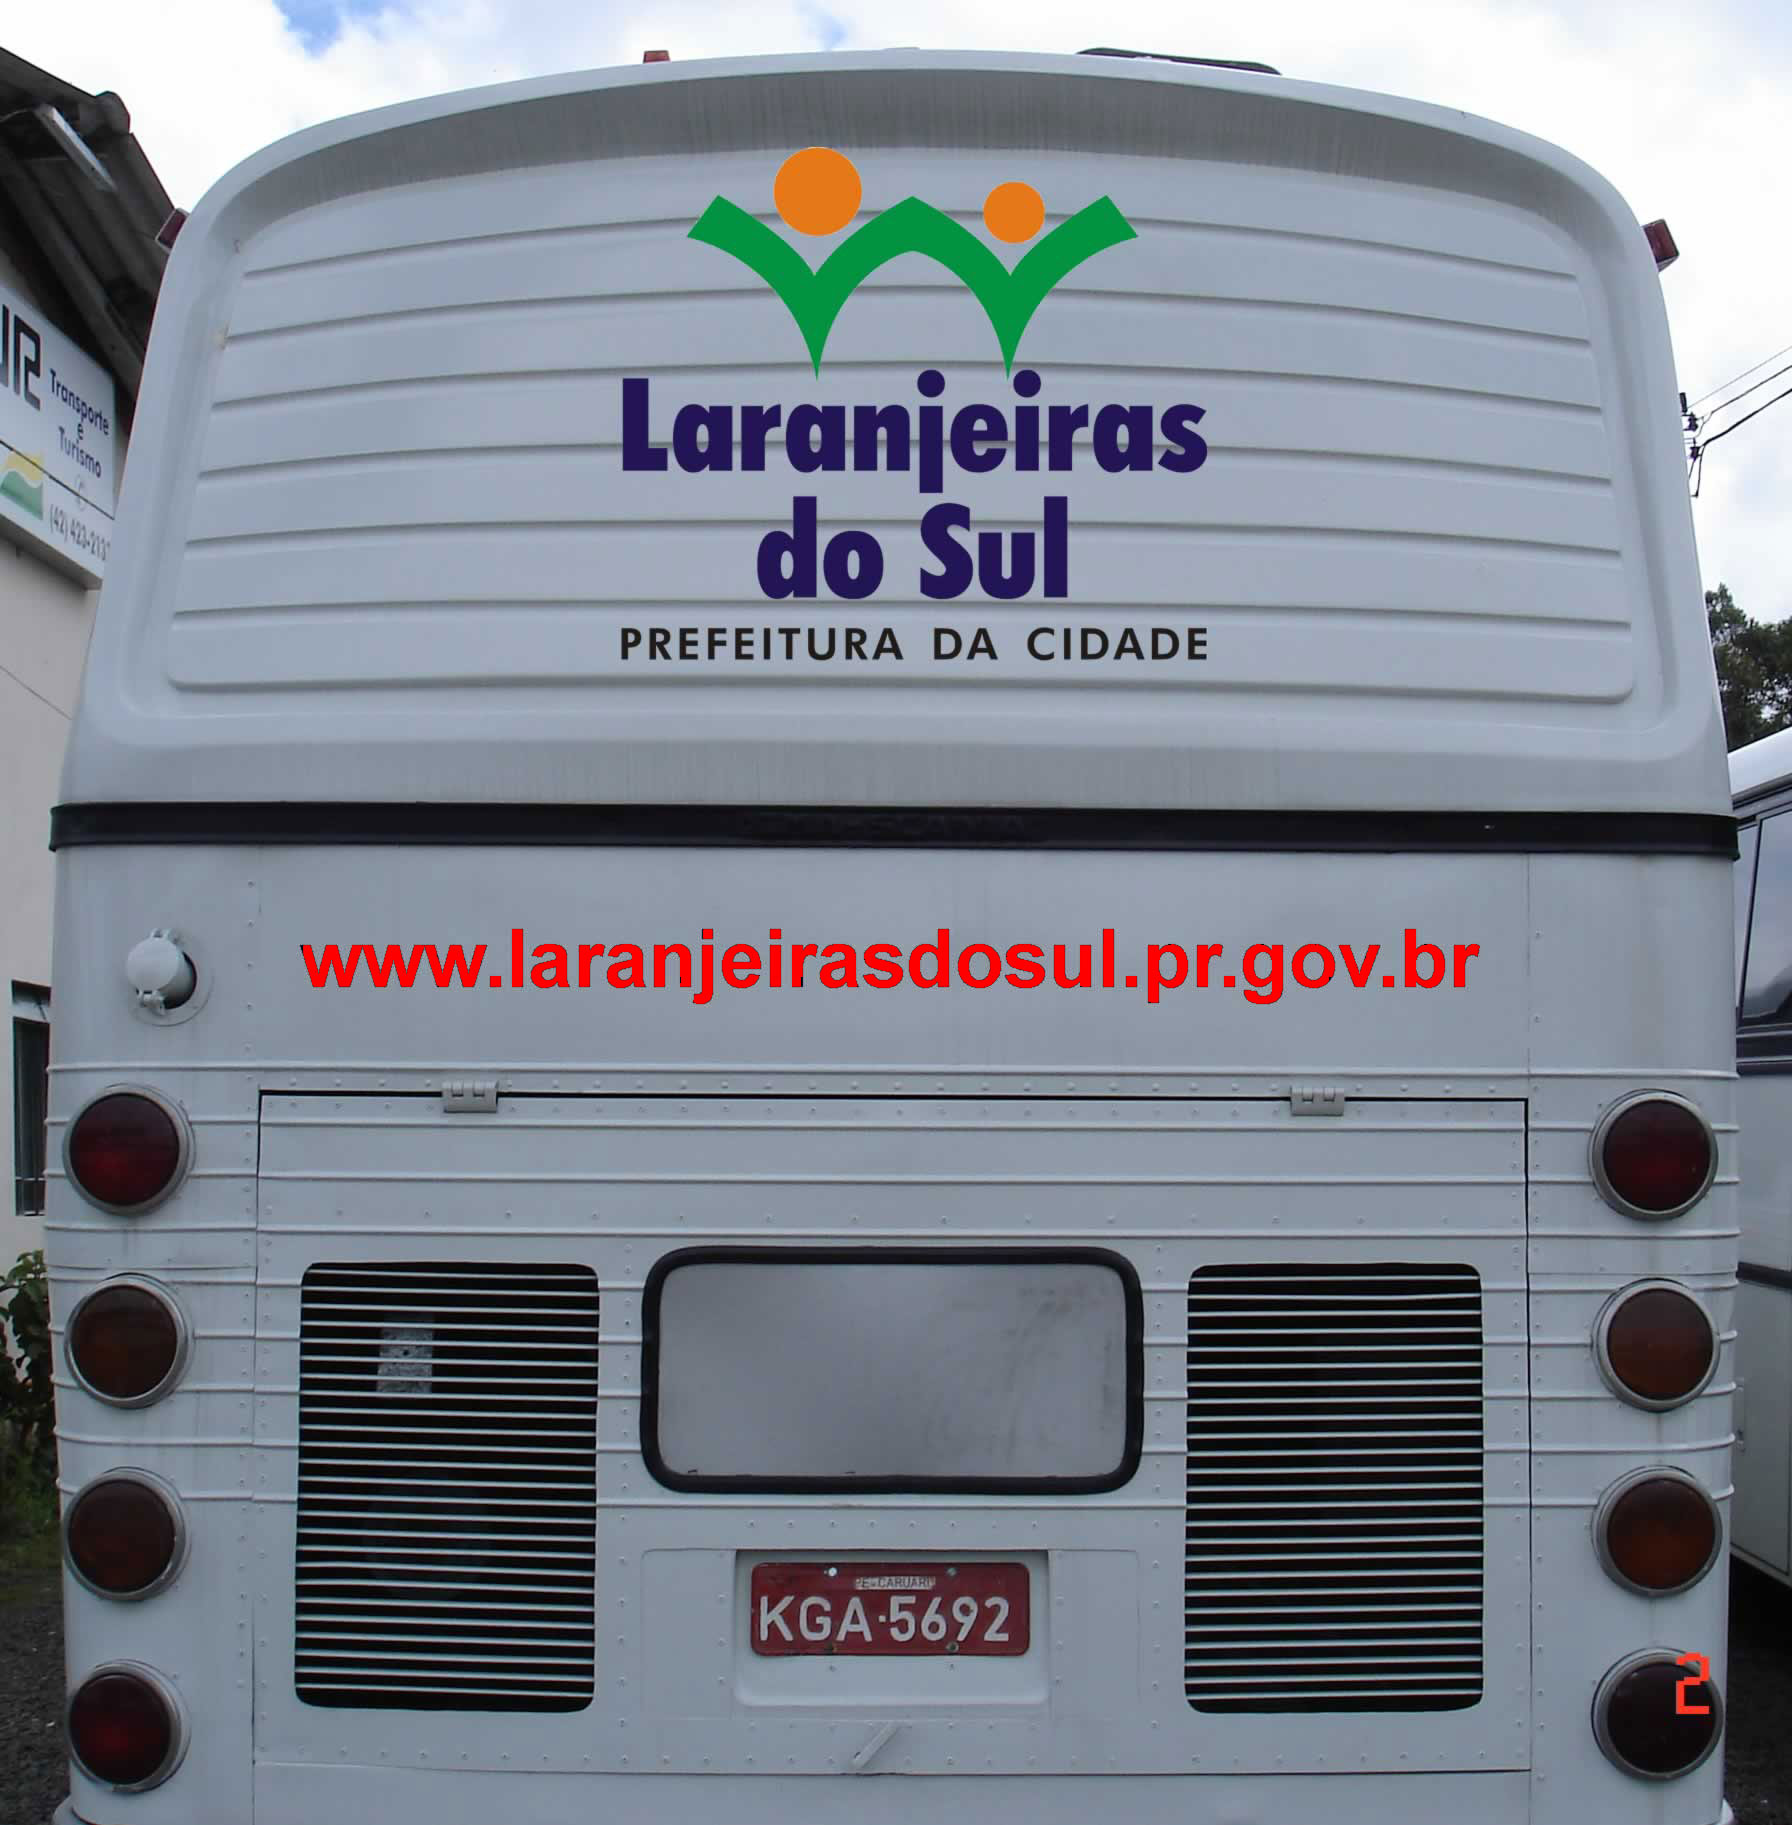 Transporte
e
Turismo
(42) 423-213
Laranjeiras
do Sul
PREFEITURA DA CIDADE
www.laranjeirasdosul.pr.gov.br
PE-CARUARU
KGA·5692
2